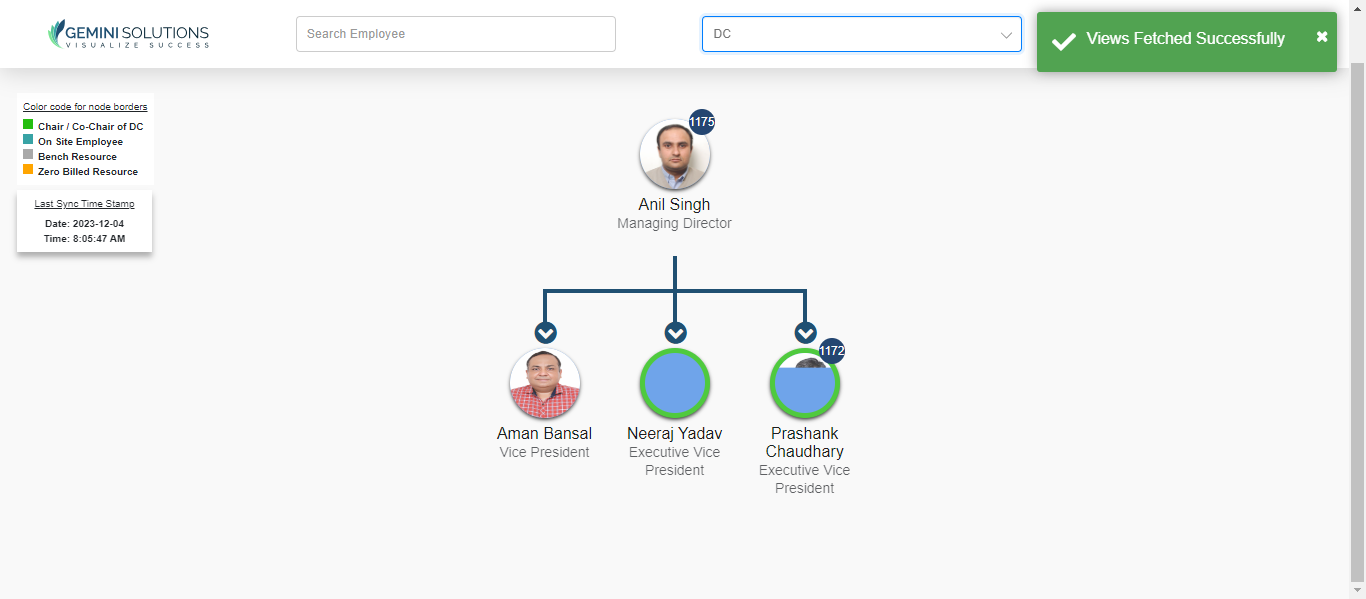 GEMINI SOLUTIONS
VISUALIZE SUCCESS
Search Employee
DC
Views Fetched Successfully
Color code for node borders
Chair / Co-Chair of DC
On Site Employee
Bench Resource
Zero Billed Resource
Last Sync Time Stamp
Date: 2023-12-04
Time: 8:05:47 AM
1175
Anil Singh
Managing Director
Aman Bansal
Vice President
Neeraj Yadav
Executive Vice
President
1172
Prashank
Chaudhary
Executive Vice
President